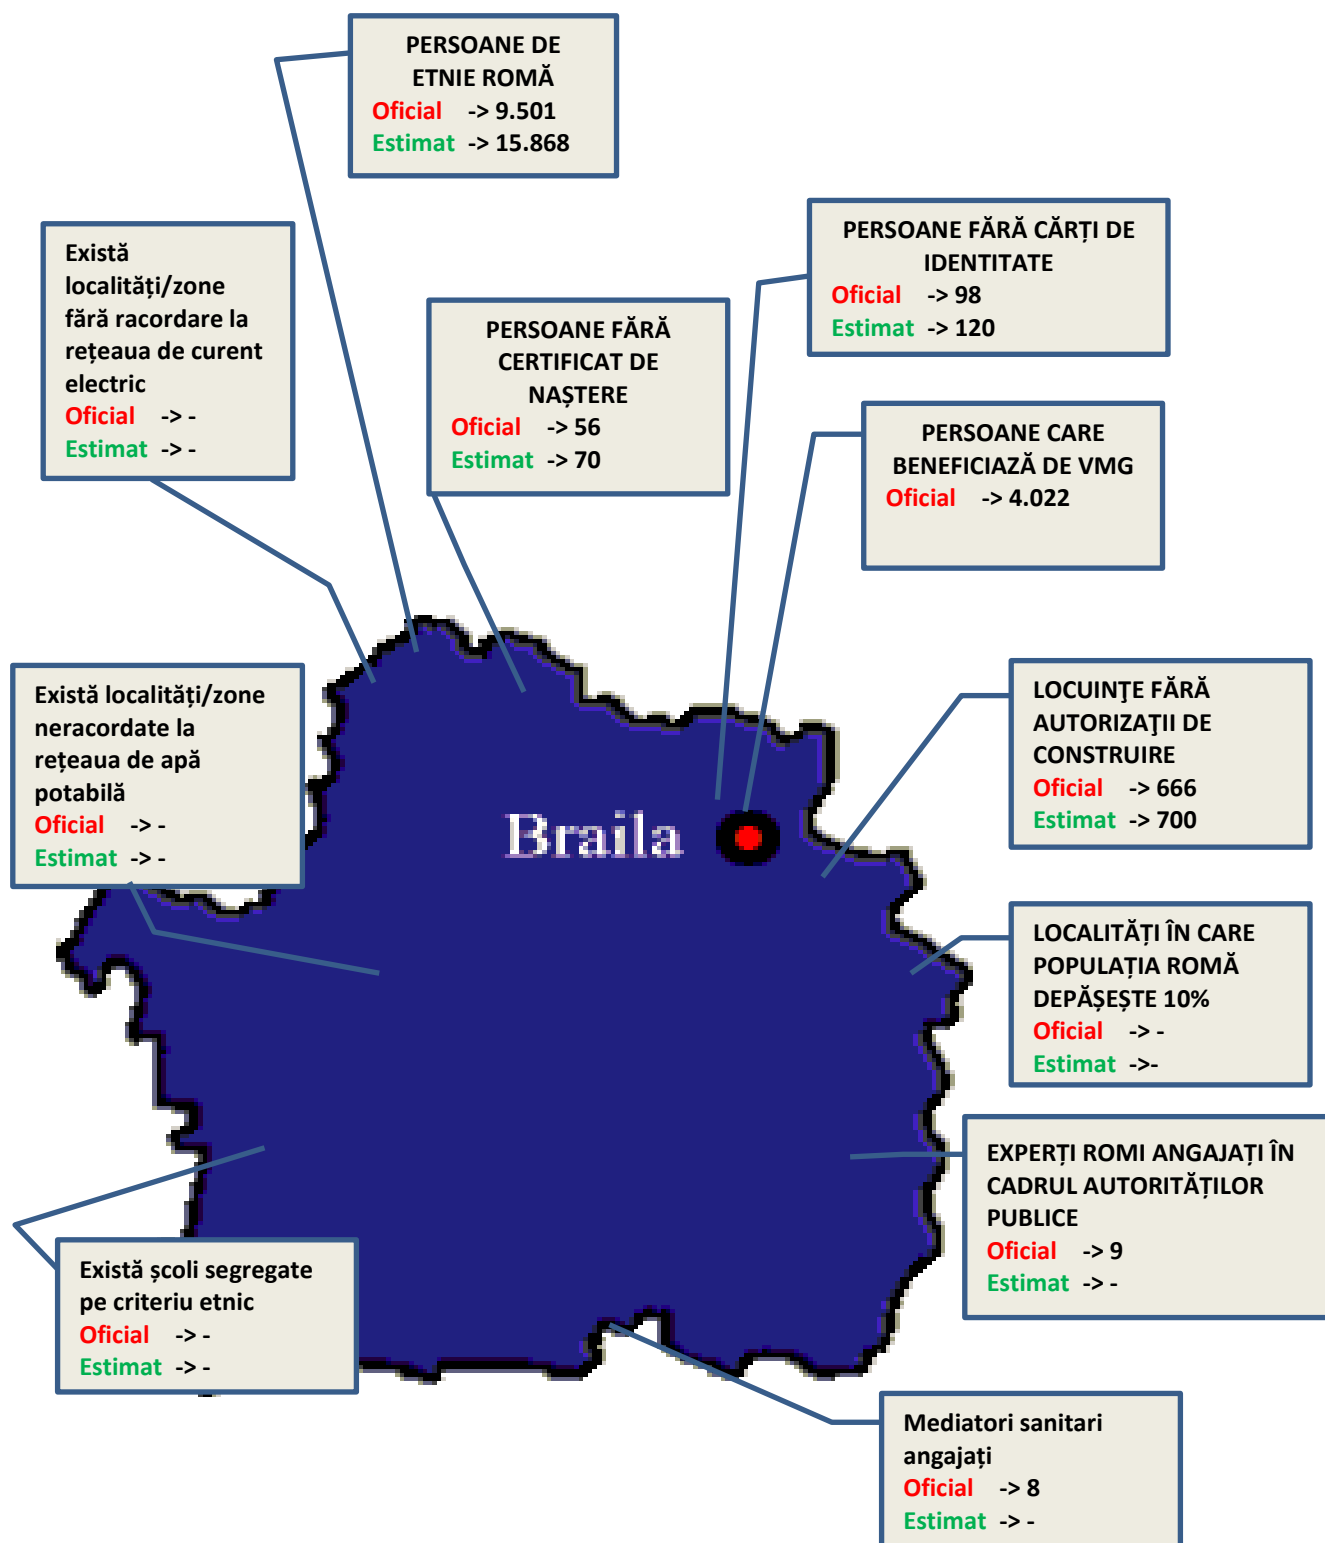 PERSOANE DE
ETNIE ROMĂ
Oficial -> 9.501
Estimat -> 15.868
PERSOANE FĂRĂ CĂRȚI DE
IDENTITATE
Oficial -> 98
Estimat -> 120
Există
localități/zone
fără racordare la
rețeaua de curent
electric
Oficial -> -
Estimat -> -
PERSOANE FĂRĂ
CERTIFICAT DE
NAȘTERE
Oficial -> 56
Estimat -> 70
PERSOANE CARE
BENEFICIAZĂ DE VMG
Oficial -> 4.022
Există localități/zone
neracordate la
rețeaua de apă
potabilă
Oficial -> -
Estimat -> -
LOCUINŢE FĂRĂ
AUTORIZAŢII DE
CONSTRUIRE
Oficial -> 666
Estimat -> 700
Braila
LOCALITĂȚI ÎN CARE
POPULAȚIA ROMĂ
DEPĂȘEȘTE 10%
Oficial -> -
Estimat ->-
EXPERȚI ROMI ANGAJAȚI ÎN
CADRUL AUTORITĂȚILOR
PUBLICE
Oficial -> 9
Estimat -> -
Există școli segregate
pe criteriu etnic
Oficial -> -
Estimat -> -
Mediatori sanitari
angajați
Oficial -> 8
Estimat -> -